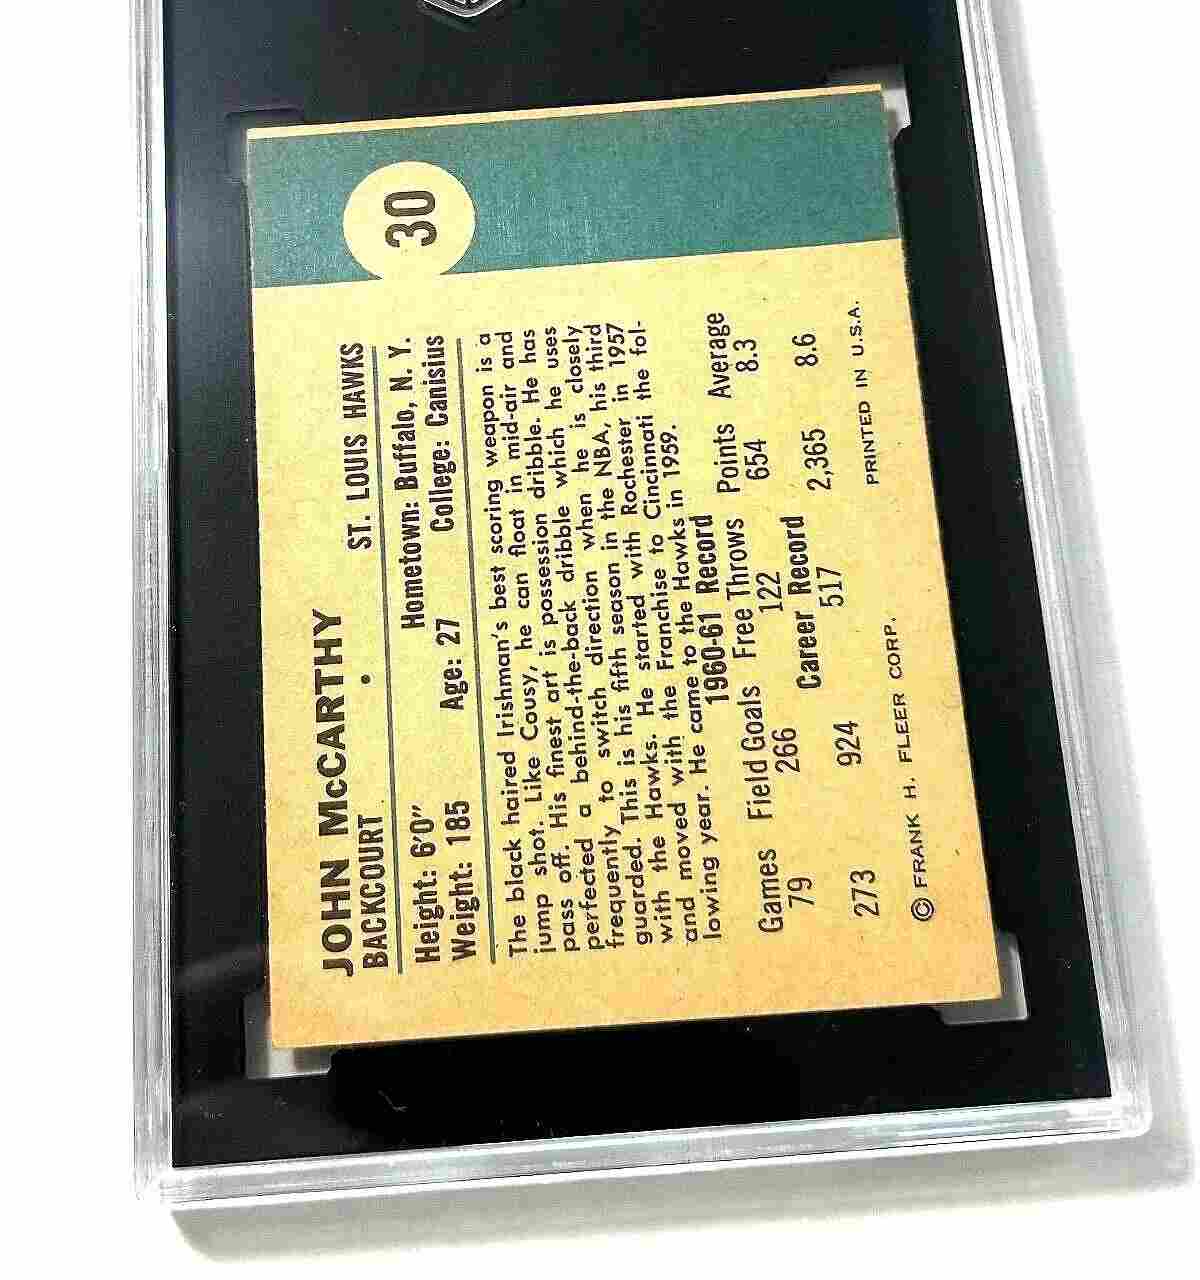 30
JOHN McCARTHY
BACKCOURT • ST. LOUIS HAWKS
Height: 6'0" Hometown: Buffalo, N. Y.
Weight: 185 Age: 27 College: Canisius
The black haired Irishman's best scoring weapon is a
jump shot. Like Cousy, he can float in mid-air and
pass off. His finest art is possession dribble. He has
perfected a behind-the-back dribble which he uses
frequently to switch direction when he is closely
guarded. This is his fifth season in the NBA, his third
with the Hawks. He started with Rochester in 1957
and moved with the Franchise to Cincinnati the fol-
lowing year. He came to the Hawks in 1959.
1960-61 Record
Games Field Goals Free Throws Points Average
79 266 122 654 8.3
Career Record
273 924 517 2,365 8.6
© FRANK H. FLEER CORP. PRINTED IN U.S.A.